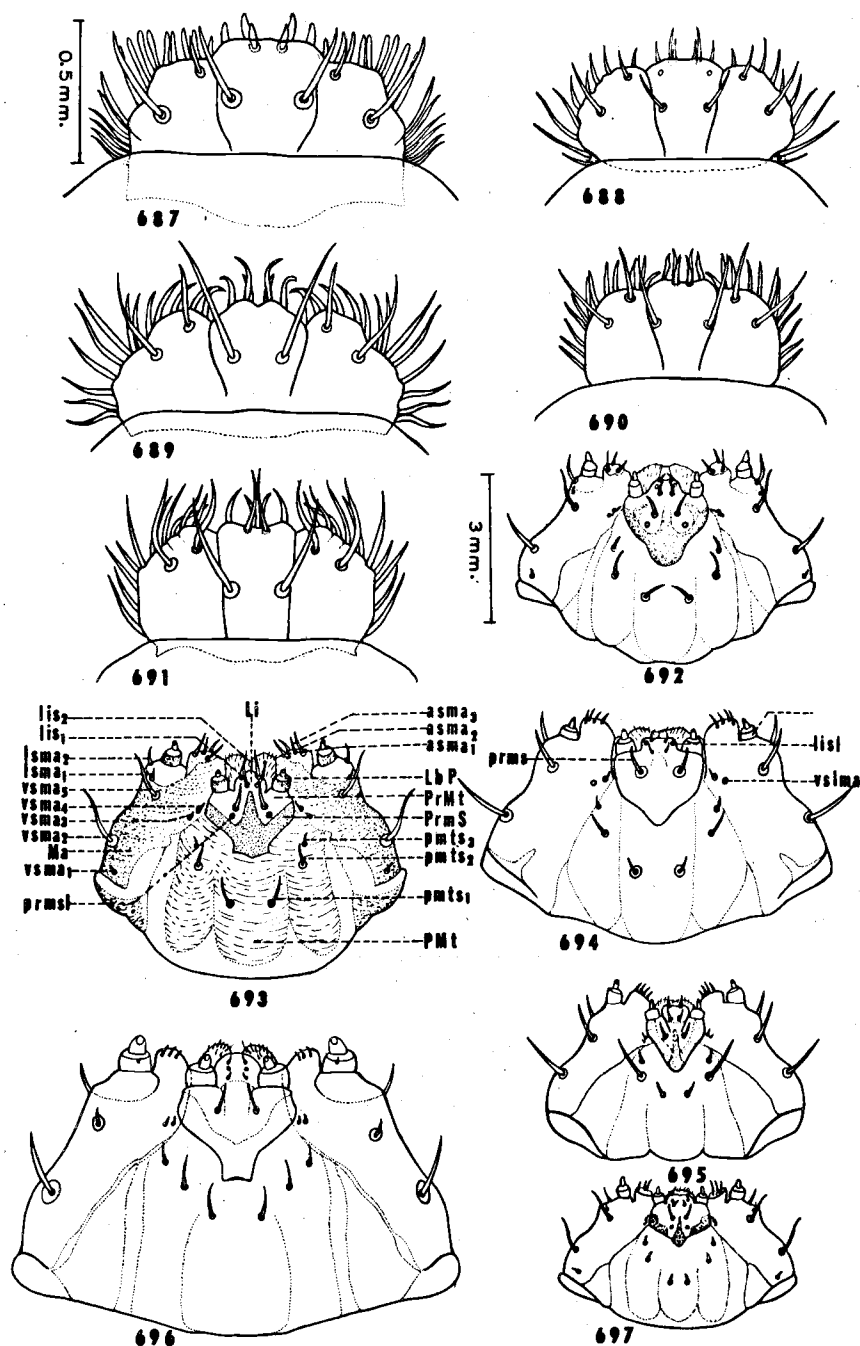 0.5 mm.
687
688
689
690
3 mm.
691
692
lis2
lis1
lsma2
lsma1
vsma5
vsma4
vsma3
vsma2
Ma
vsma1
prmsl
Li
asma3
asma2
asma1
LbP
PrMt
PrmS
pmts3
pmts2
pmts1
PMt
693
prms
lisl
vslma
694
695
696
697